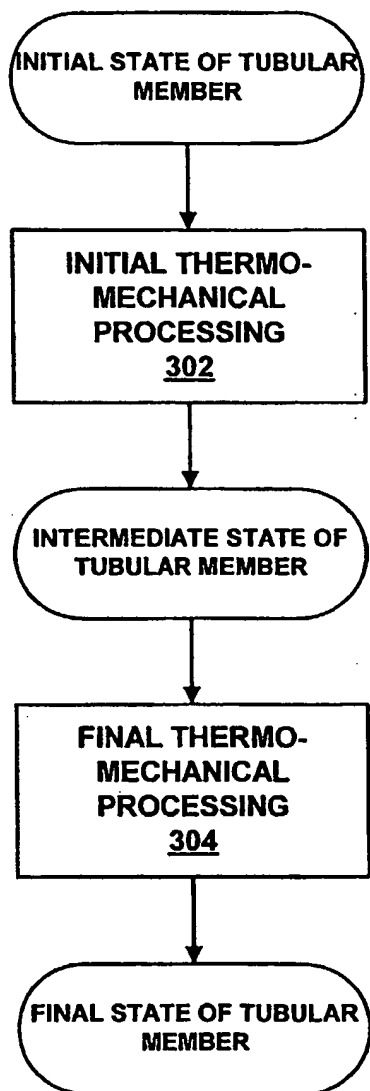 INITIAL STATE OF TUBULAR
MEMBER
INITIAL THERMO-
MECHANICAL
PROCESSING
302
INTERMEDIATE STATE OF
TUBULAR MEMBER
FINAL THERMO-
MECHANICAL
PROCESSING
304
FINAL STATE OF TUBULAR
MEMBER